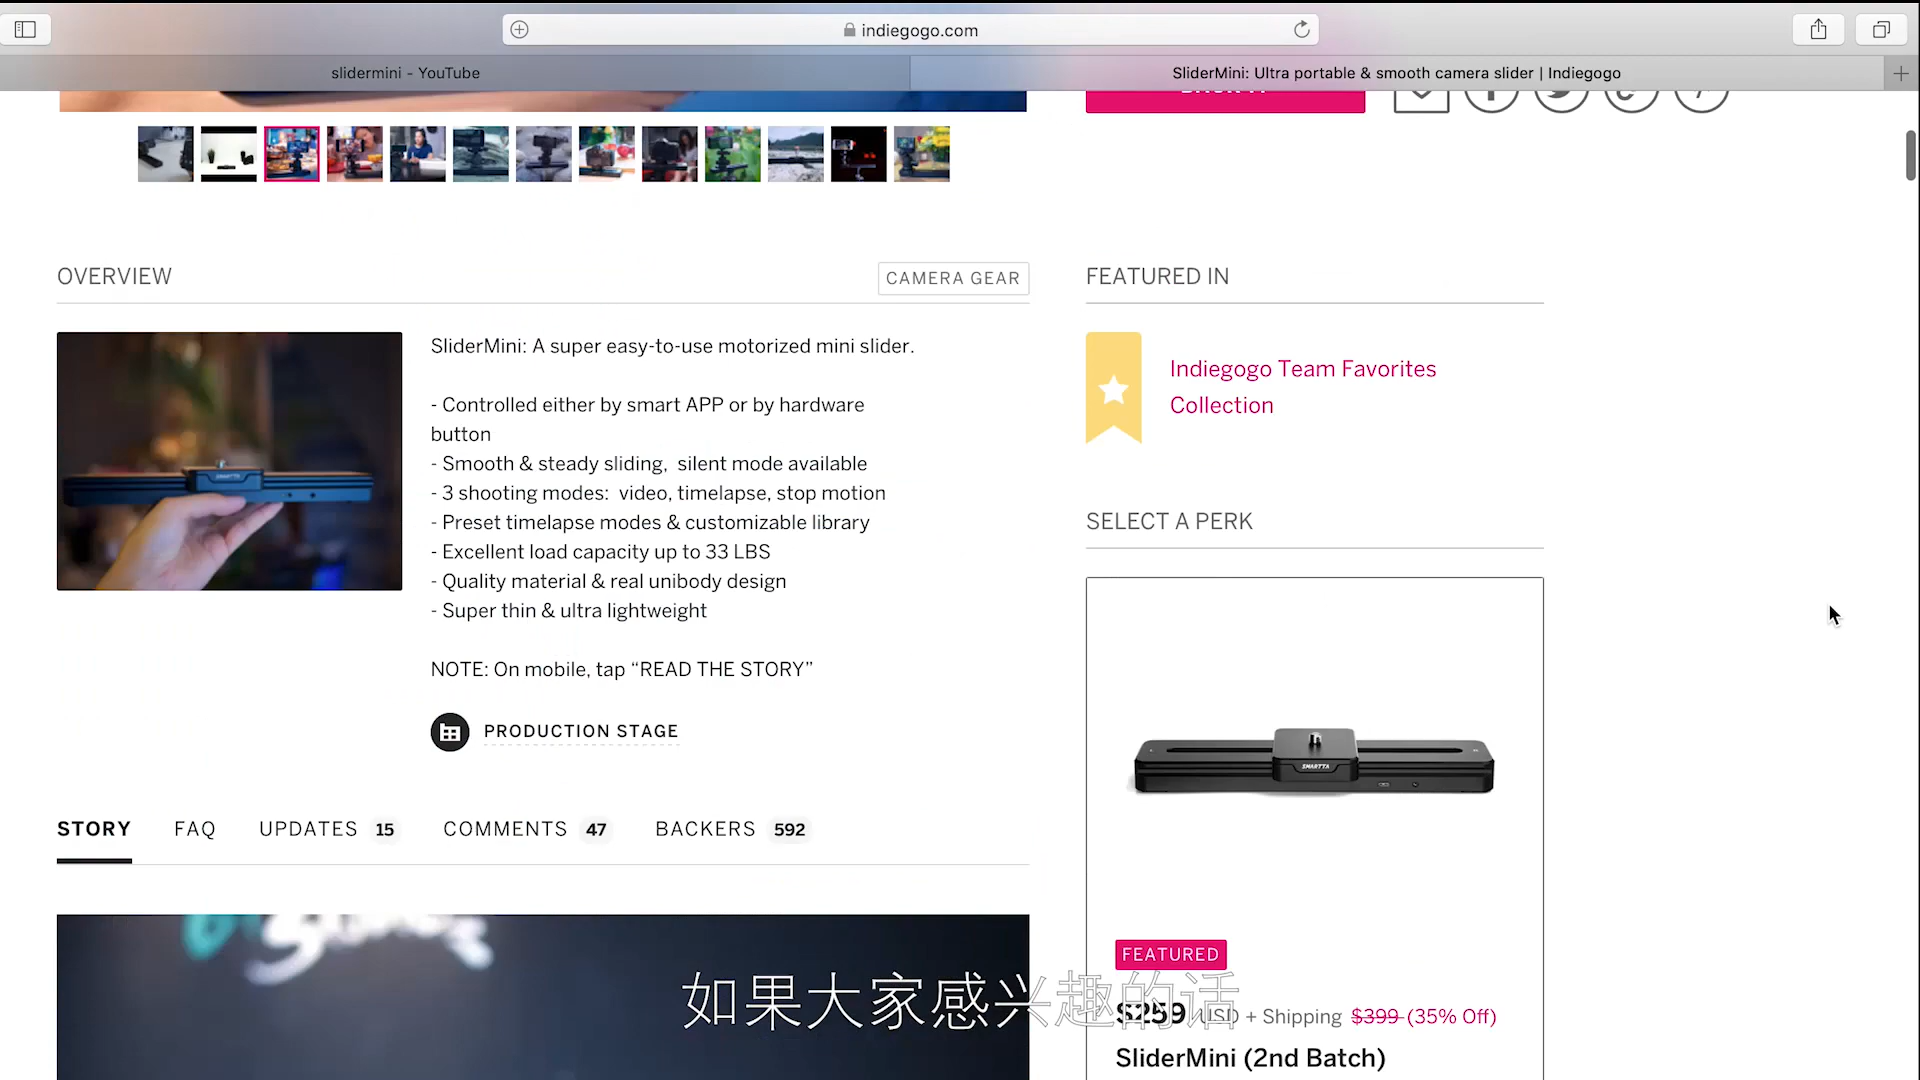 indiegogo.com
slidermini - YouTube
SliderMini: Ultra portable & smooth camera slider | Indiegogo
OVERVIEW
CAMERA GEAR
SliderMini: A super easy-to-use motorized mini slider.
- Controlled either by smart APP or by hardware
button
- Smooth & steady sliding, silent mode available
- 3 shooting modes: video, timelapse, stop motion
- Preset timelapse modes & customizable library
- Excellent load capacity up to 33 LBS
- Quality material & real unibody design
- Super thin & ultra lightweight
NOTE: On mobile, tap “READ THE STORY”
PRODUCTION STAGE
STORY FAQ UPDATES 15 COMMENTS 47 BACKERS 592
FEATURED IN
Indiegogo Team Favorites
Collection
SELECT A PERK
SMARTTA
FEATURED
$259 USD + Shipping $399 (35% Off)
SliderMini (2nd Batch)
如果大家感兴趣的话